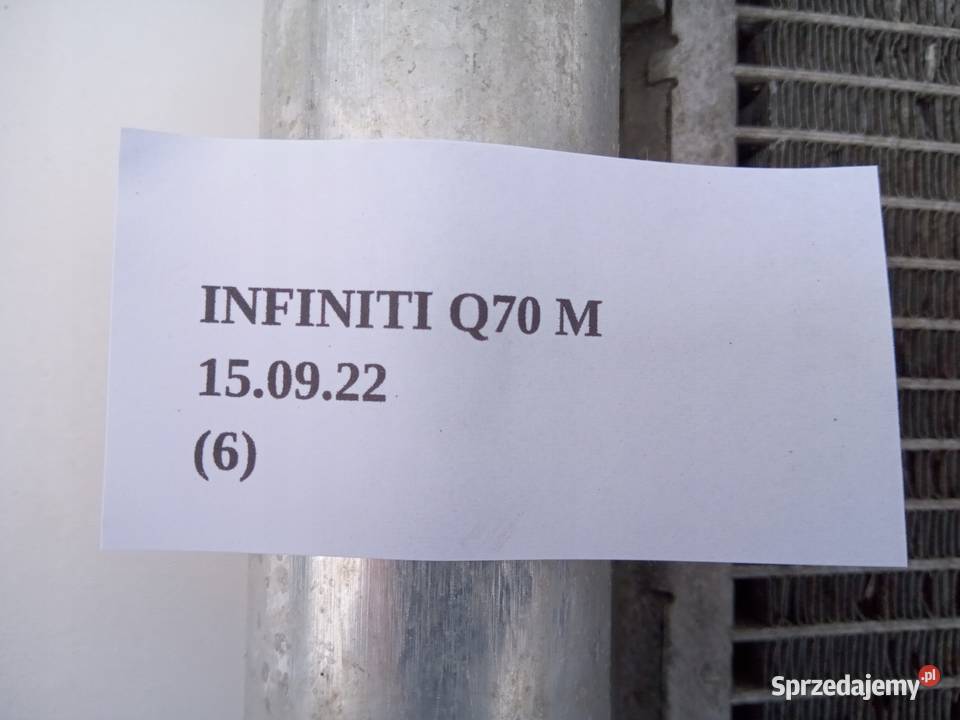 INFINITI Q70 M
15.09.22
(6)
Sprzedajemy.pl